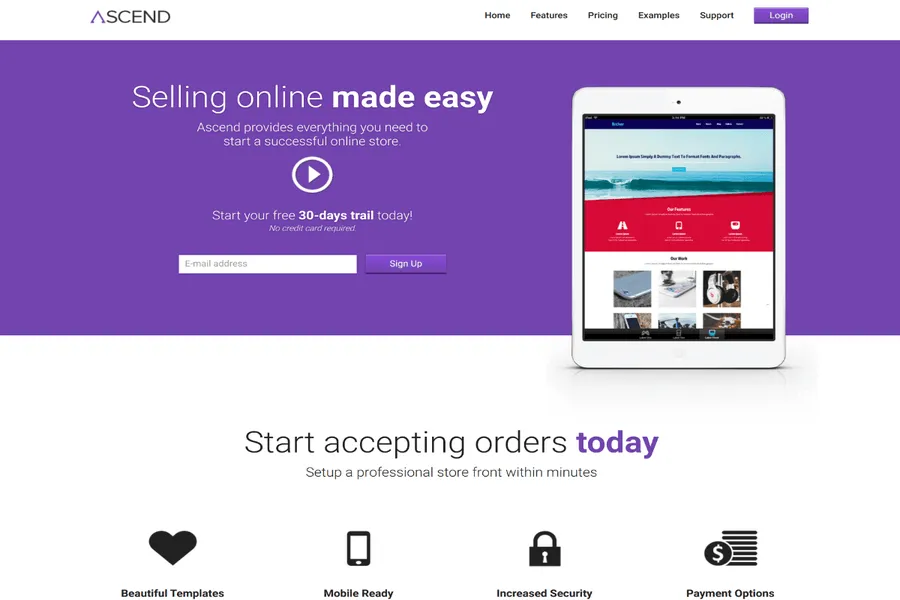 ASCEND
Home Features Pricing Examples Support Login
Selling online made easy
Ascend provides everything you need to
start a successful online store.
Start your free 30-days trail today!
No credit card required.
E-mail address Sign Up
Lorem Ipsum Simply A Dummy Text To Format Fonts And Paragraphs.
Our Features
Our Work
Start accepting orders today
Setup a professional store front within minutes
Beautiful Templates Mobile Ready Increased Security Payment Options